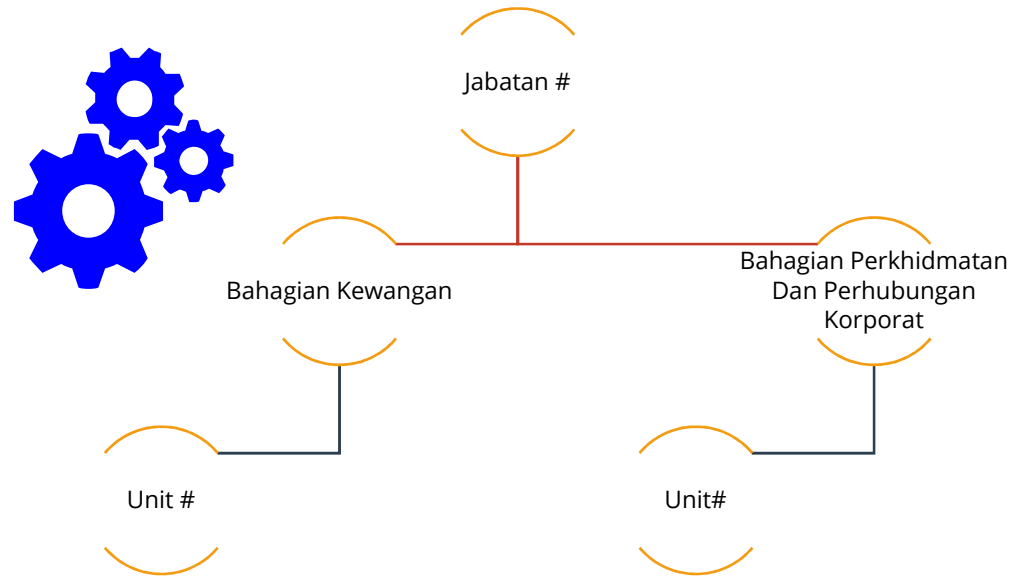 Jabatan #
Bahagian Kewangan
Bahagian Perkhidmatan
Dan Perhubungan
Korporat
Unit #
Unit#